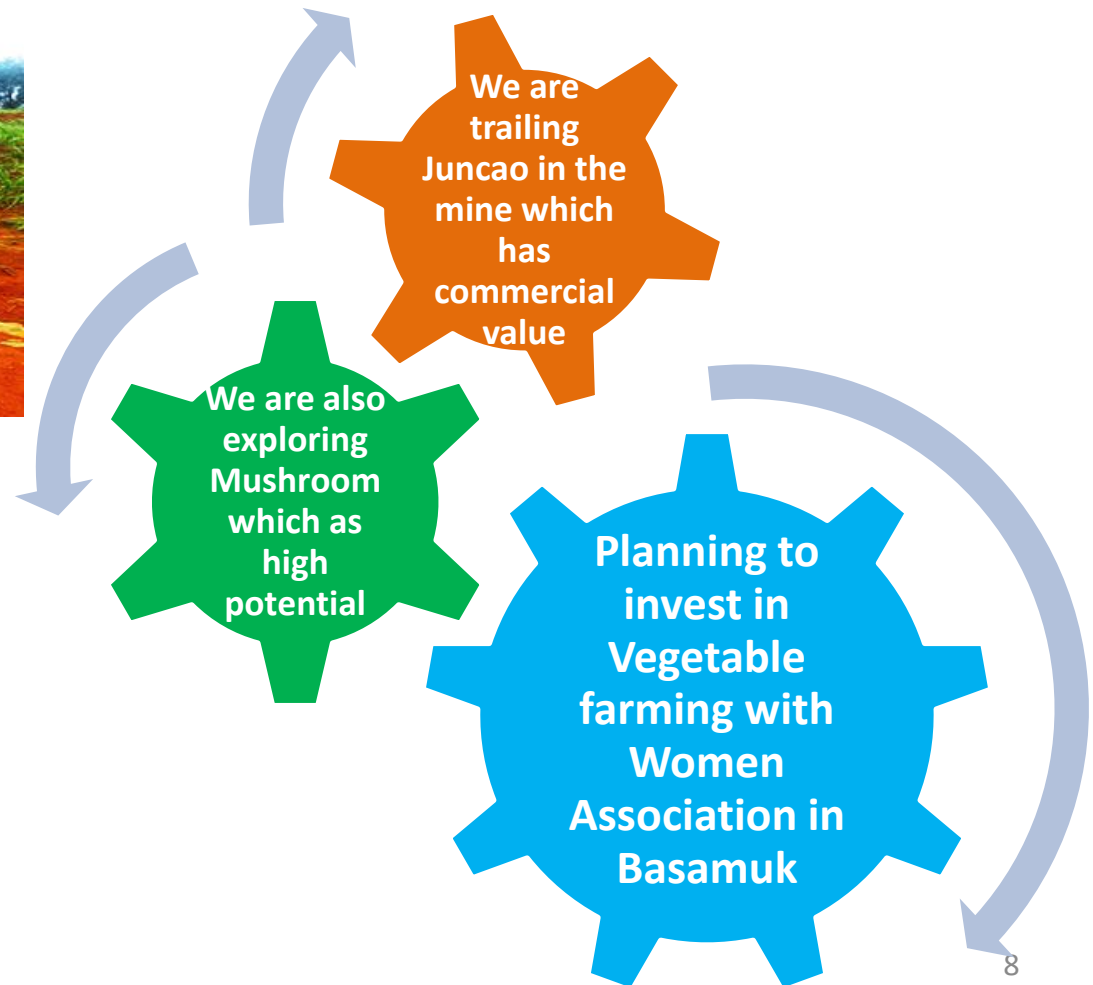 We are
trailing
Juncao in the
mine which
has
commercial
value
We are also
exploring
Mushroom
which as
high
potential
Planning to
invest in
Vegetable
farming with
Women
Association in
Basamuk
8